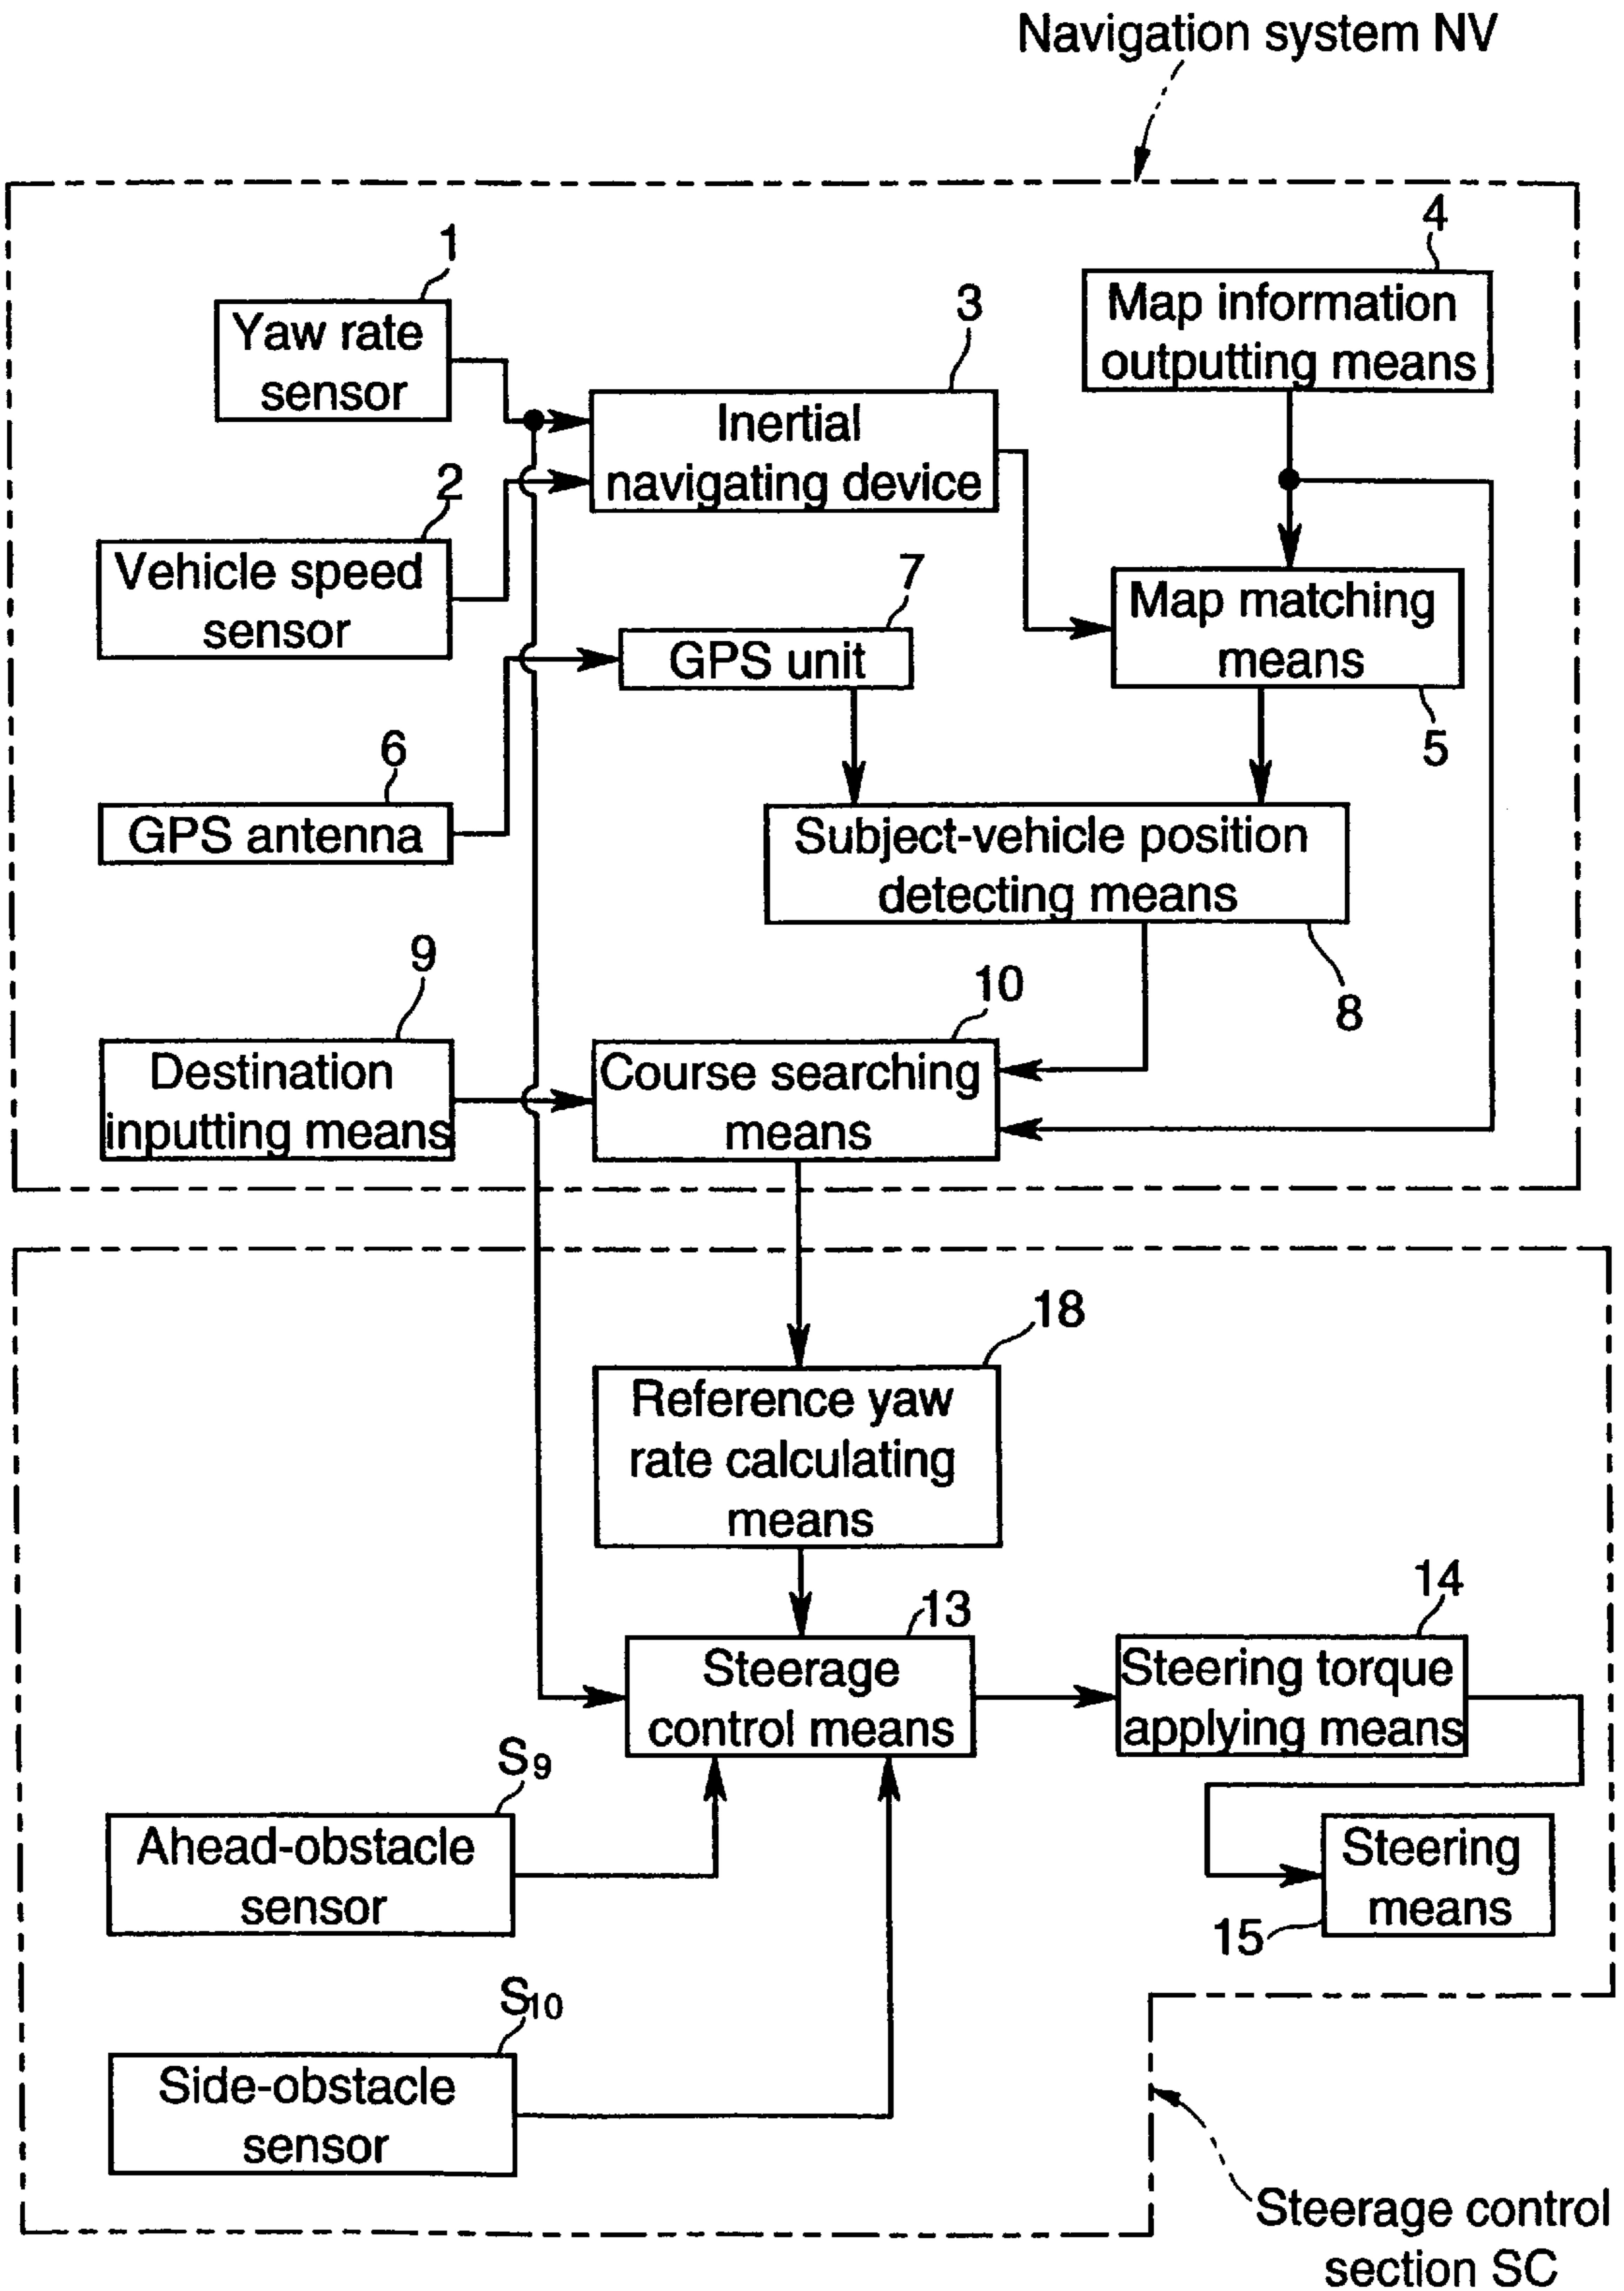 Navigation system NV
4
1
Map information
outputting means
3
Yaw rate
sensor
Inertial
navigating device
2
Vehicle speed
sensor
7
Map matching
means
GPS unit
5
6
GPS antenna
Subject-vehicle position
detecting means
9
10
8
Destination
inputting means
Course searching
means
18
Reference yaw
rate calculating
means
13
14
Steerage
control means
Steering torque
applying means
S9
Ahead-obstacle
sensor
Steering
means
15
S10
Side-obstacle
sensor
Steerage control
section SC